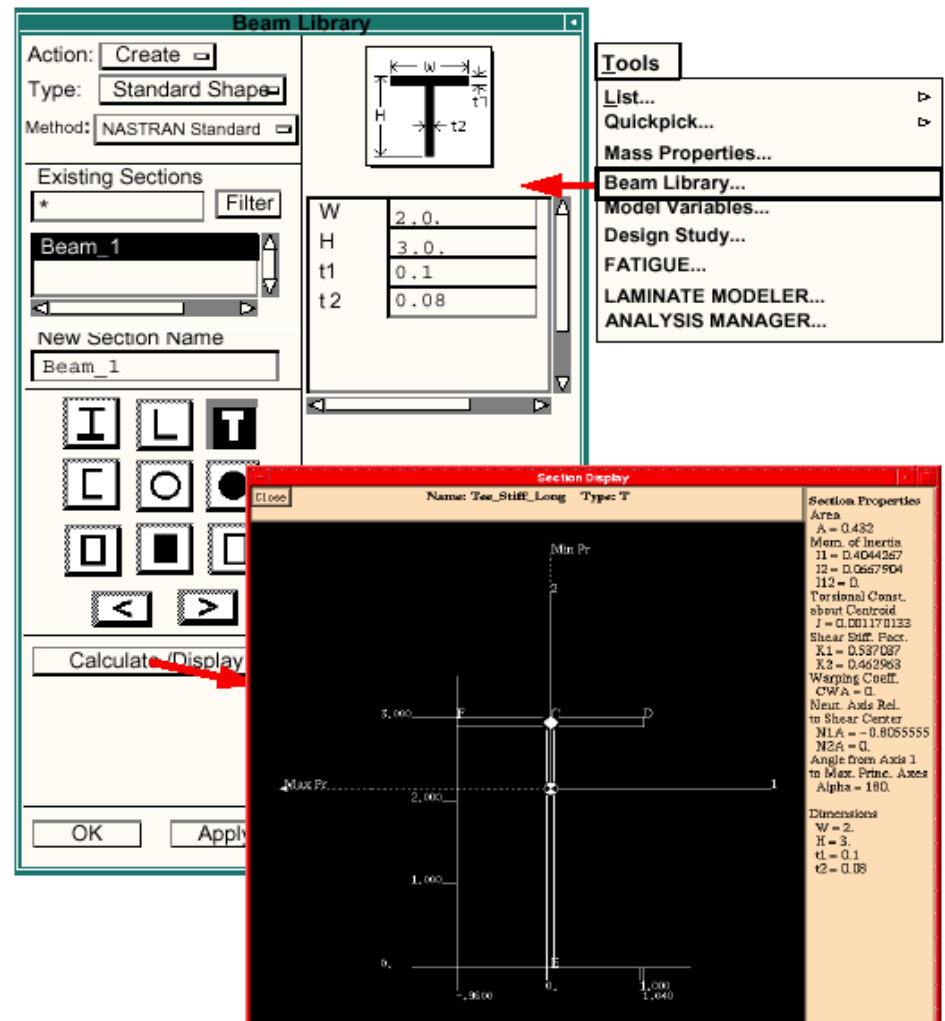 Beam Library
Action: Create
Type: Standard Shape
Method: NASTRAN Standard
Existing Sections
*
Filter
Beam_1
New Section Name
Beam_1
I L T
Calculate /Display
OK
Apply
W
H
t1
t2
W 2.0.
H 3.0.
t1 0.1
t2 0.08
Tools
List...
Quickpick...
Mass Properties...
Beam Library...
Model Variables...
Design Study...
FATIGUE...
LAMINATE MODELER...
ANALYSIS MANAGER...
Section Display
Close
Name: Tee_Stiff_Long Type: T
Min Pr
2
3.000
F C D
Max Pr
1
2.000
1.000
0.
E
-.9600
0.
1.000
1.040
Section Properties
Area
A = 0.432
Mom. of Inertia
I1 = 0.4044267
I2 = 0.0667904
I12 = 0.
Torsional Const.
about Centroid
J = 0.001170133
Shear Stiff. Fact.
K1 = 0.537037
K2 = 0.462963
Warping Coeff.
CWA = 0.
Neut. Axis Rel.
to Shear Center
N1A = -0.8055555
N2A = 0.
Angle from Axis 1
to Max. Princ. Axes
Alpha = 180.
Dimensions
W = 2.
H = 3.
t1 = 0.1
t2 = 0.08